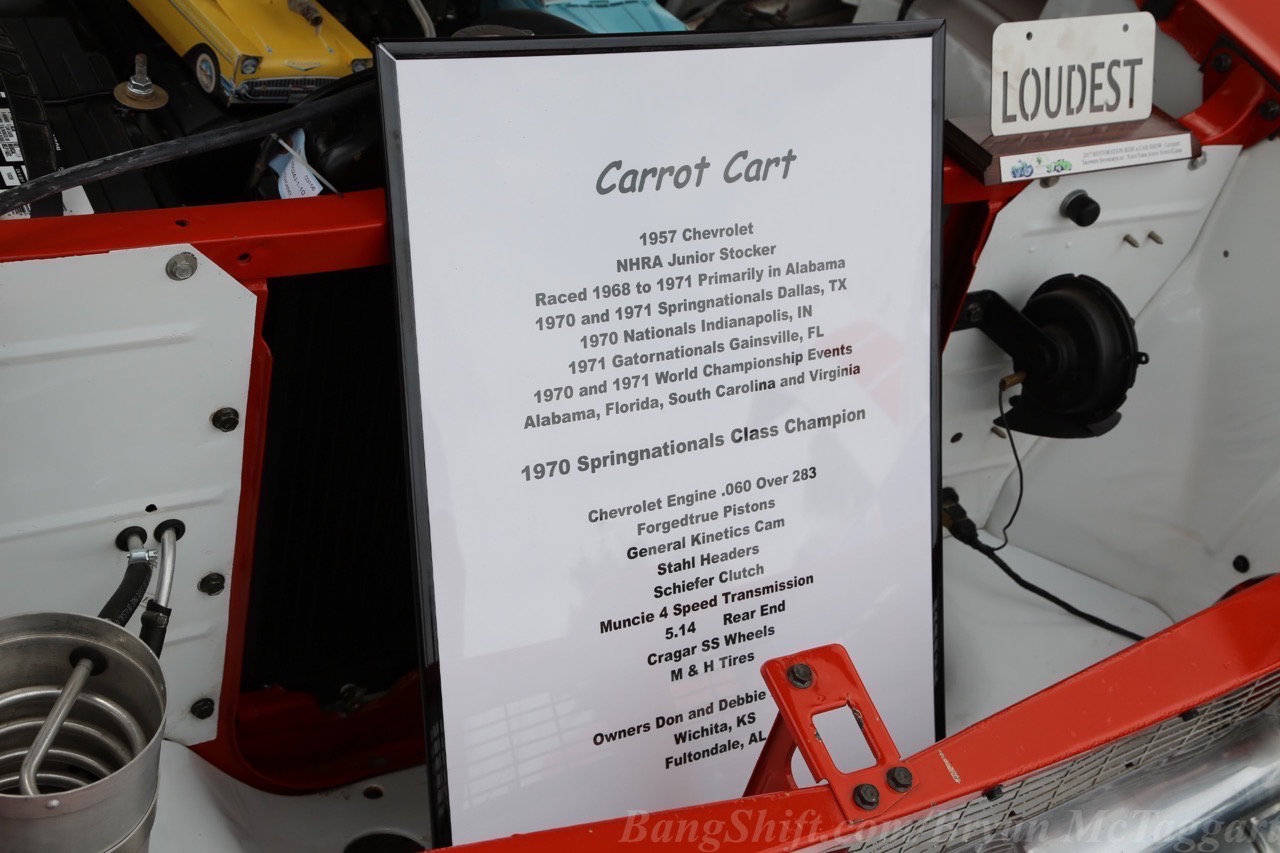 Carrot Cart
1957 Chevrolet
NHRA Junior Stocker
Raced 1968 to 1971 Primarily in Alabama
1970 and 1971 Springnationals Dallas, TX
1970 Nationals Indianapolis, IN
1971 Gatornationals Gainsville, FL
1970 and 1971 World Championship Events
Alabama, Florida, South Carolina and Virginia
1970 Springnationals Class Champion
Chevrolet Engine .060 Over 283
Forgedtrue Pistons
General Kinetics Cam
Stahl Headers
Schiefer Clutch
Muncie 4 Speed Transmission
5.14 Rear End
Cragar SS Wheels
M & H Tires
Owners Don and Debbie
Wichita, KS
Fultondale, AL
LOUDEST
BangShift.com/Bryan McTaggart